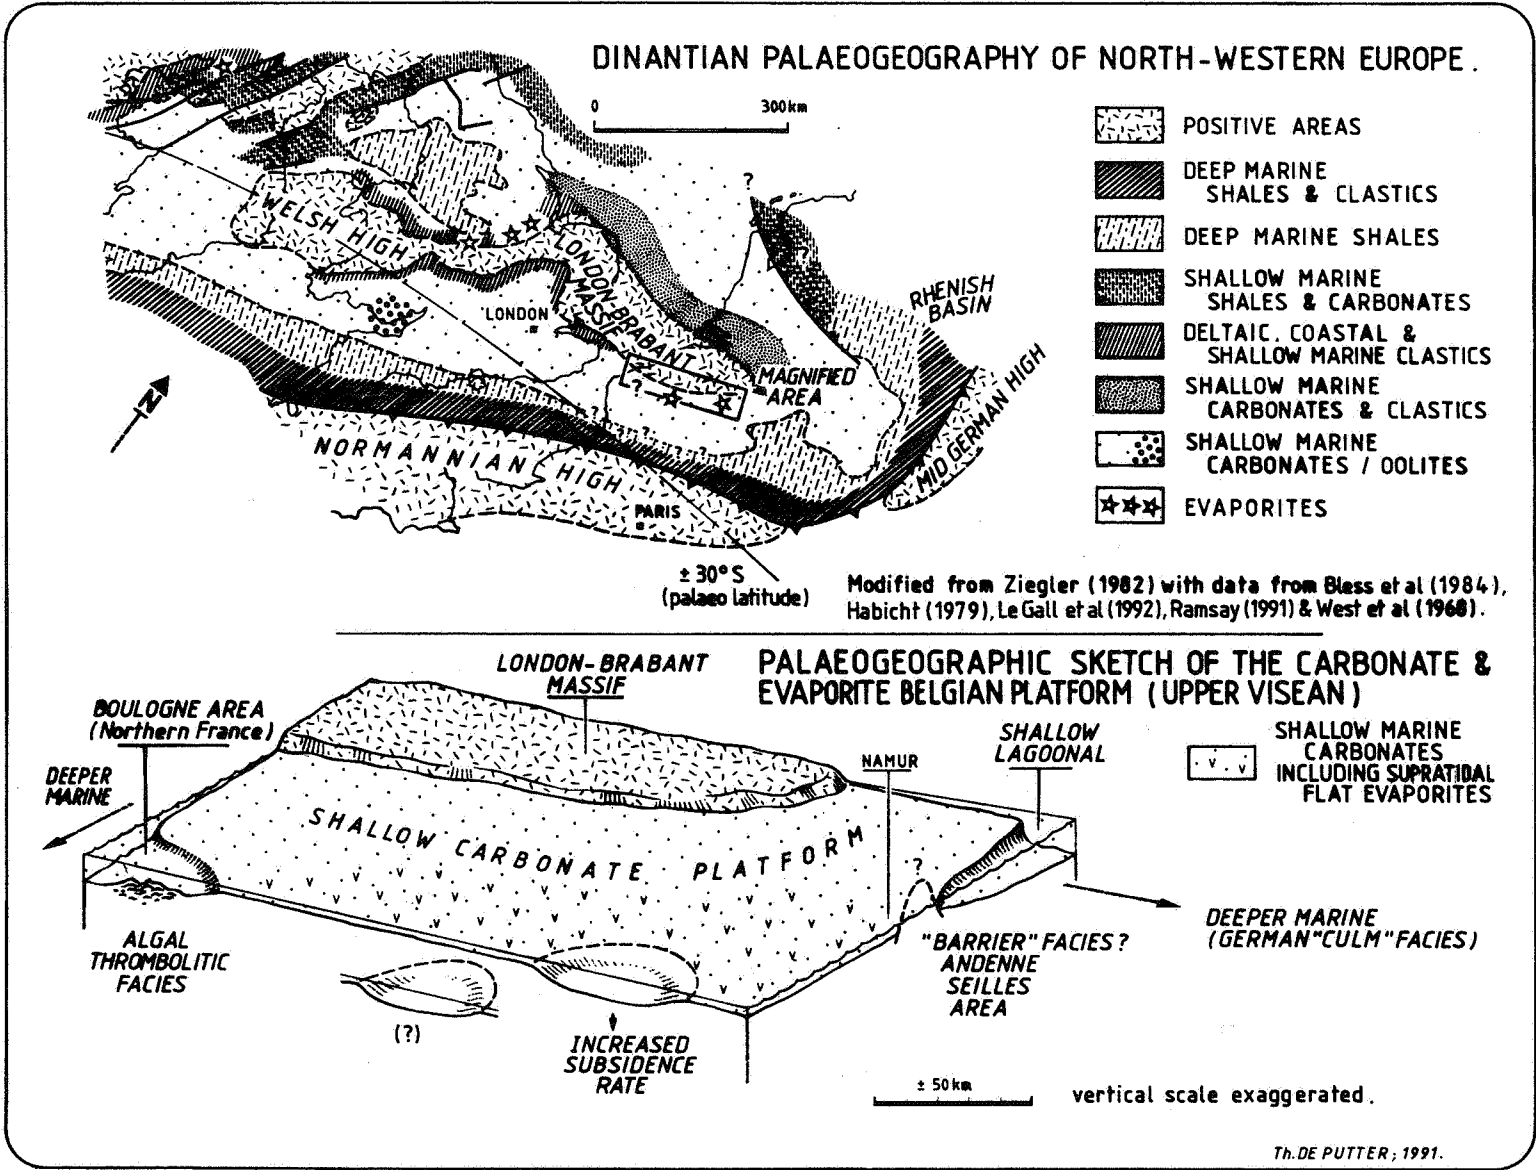 DINANTIAN PALAEOGEOGRAPHY OF NORTH-WESTERN EUROPE.
0 300km
POSITIVE AREAS
DEEP MARINE
SHALES & CLASTICS
DEEP MARINE SHALES
SHALLOW MARINE
SHALES & CARBONATES
DELTAIC, COASTAL &
SHALLOW MARINE CLASTICS
SHALLOW MARINE
CARBONATES & CLASTICS
SHALLOW MARINE
CARBONATES / OOLITES
EVAPORITES
?
WELSH HIGH
LONDON-BRABANT
MASSIF
LONDON
RHENISH
BASIN
MAGNIFIED
AREA
?
? ? ? ?
N
NORMANNIAN HIGH
MID GERMAN HIGH
PARIS
± 30° S
(palaeo latitude)
Modified from Ziegler (1982) with data from Bless et al (1984),
Habicht (1979), Le Gall et al (1992), Ramsay (1991) & West et al (1968).
PALAEOGEOGRAPHIC SKETCH OF THE CARBONATE &
EVAPORITE BELGIAN PLATFORM (UPPER VISEAN)
LONDON-BRABANT
MASSIF
BOULOGNE AREA
(Northern France)
DEEPER
MARINE
NAMUR
SHALLOW
LAGOONAL
SHALLOW MARINE
CARBONATES
INCLUDING SUPRATIDAL
FLAT EVAPORITES
SHALLOW CARBONATE PLATFORM
?
ALGAL
THROMBOLITIC
FACIES
"BARRIER" FACIES?
ANDENNE
SEILLES
AREA
DEEPER MARINE
(GERMAN "CULM" FACIES)
(?)
INCREASED
SUBSIDENCE
RATE
± 50 km
vertical scale exaggerated.
Th. DE PUTTER; 1991.